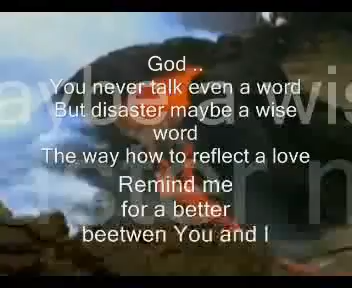 God ..
You never talk even a word
But disaster maybe a wise
word
The way how to reflect a love
Remind me
for a better
beetwen You and I